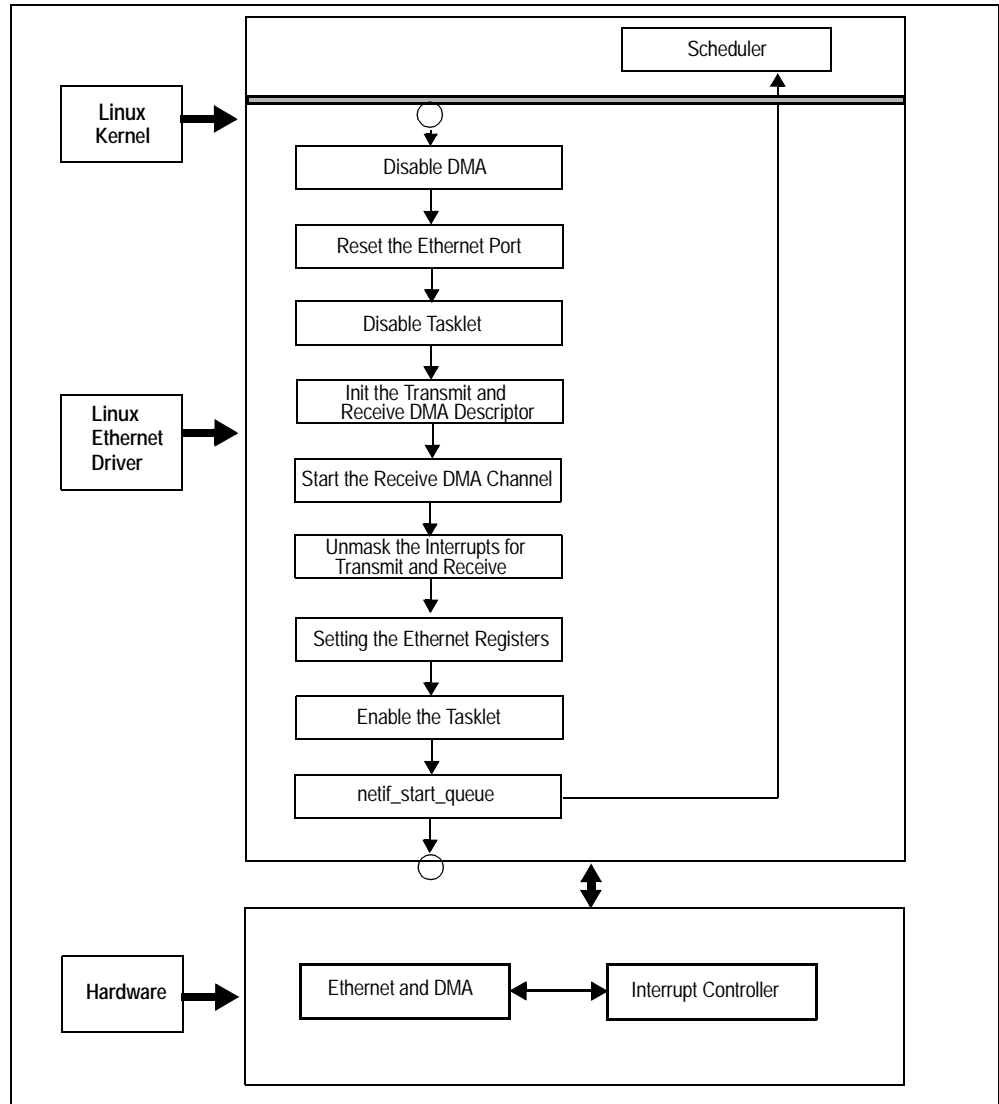 Scheduler
Linux
Kernel
Disable DMA
Reset the Ethernet Port
Disable Tasklet
Init the Transmit and
Receive DMA Descriptor
Linux
Ethernet
Driver
Start the Receive DMA Channel
Unmask the Interrupts for
Transmit and Receive
Setting the Ethernet Registers
Enable the Tasklet
netif_start_queue
Hardware
Ethernet and DMA
Interrupt Controller